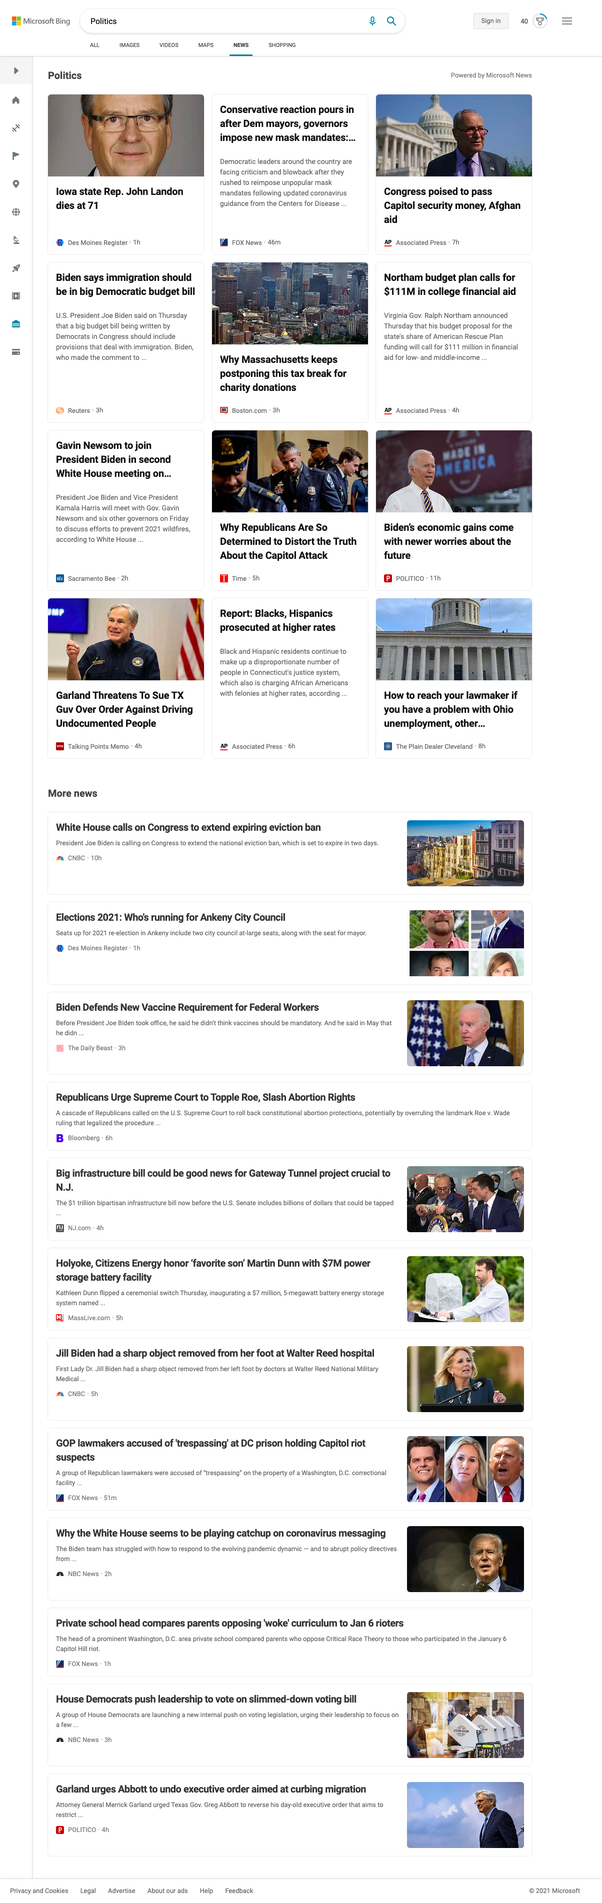 Microsoft Bing
Politics
Sign in
40
ALL
IMAGES
VIDEOS
MAPS
NEWS
SHOPPING
Politics
Powered by Microsoft News
Iowa state Rep. John Landon
dies at 71
Des Moines Register · 1h
Conservative reaction pours in
after Dem mayors, governors
impose new mask mandates:...
Democratic leaders around the country are
facing criticism and blowback after they
rushed to reimpose unpopular mask
mandates following updated coronavirus
guidance from the Centers for Disease ...
FOX News · 46m
Congress poised to pass
Capitol security money, Afghan
aid
AP
Associated Press · 7h
Biden says immigration should
be in big Democratic budget bill
U.S. President Joe Biden said on Thursday
that a big budget bill being written by
Democrats in Congress should include
provisions that deal with immigration. Biden,
who made the comment to ...
Reuters · 3h
Why Massachusetts keeps
postponing this tax break for
charity donations
Boston.com · 3h
Northam budget plan calls for
$111M in college financial aid
Virginia Gov. Ralph Northam announced
Thursday that his budget proposal for the
state's share of American Rescue Plan
funding will call for $111 million in financial
aid for low- and middle-income ...
AP
Associated Press · 4h
Gavin Newsom to join
President Biden in second
White House meeting on...
President Joe Biden and Vice President
Kamala Harris will meet with Gov. Gavin
Newsom and six other governors on Friday
to discuss efforts to prevent 2021 wildfires,
according to White House ...
Sacramento Bee · 2h
Why Republicans Are So
Determined to Distort the Truth
About the Capitol Attack
Time · 5h
MADE IN
AMERICA
Biden's economic gains come
with newer worries about the
future
POLITICO · 11h
UMP
Garland Threatens To Sue TX
Guv Over Order Against Driving
Undocumented People
Talking Points Memo · 4h
Report: Blacks, Hispanics
prosecuted at higher rates
Black and Hispanic residents continue to
make up a disproportionate number of
people in Connecticut's justice system,
which also is charging African Americans
with felonies at higher rates, according ...
AP
Associated Press · 6h
How to reach your lawmaker if
you have a problem with Ohio
unemployment, other...
The Plain Dealer Cleveland · 8h
More news
White House calls on Congress to extend expiring eviction ban
President Joe Biden is calling on Congress to extend the national eviction ban, which is set to expire in two days.
CNBC · 10h
Elections 2021: Who's running for Ankeny City Council
Seats up for 2021 re-election in Ankeny include two city council at-large seats, along with the seat for mayor.
Des Moines Register · 1h
Biden Defends New Vaccine Requirement for Federal Workers
Before President Joe Biden took office, he said he didn't think vaccines should be mandatory. And he said in May that
he didn ...
The Daily Beast · 3h
Republicans Urge Supreme Court to Topple Roe, Slash Abortion Rights
A cascade of Republicans called on the U.S. Supreme Court to roll back constitutional abortion protections, potentially by overruling the landmark Roe v. Wade
ruling that legalized the procedure ...
B
Bloomberg · 6h
Big infrastructure bill could be good news for Gateway Tunnel project crucial to
N.J.
The $1 trillion bipartisan infrastructure bill now before the U.S. Senate includes billions of dollars that could be tapped
...
NJ.com · 4h
Holyoke, Citizens Energy honor 'favorite son' Martin Dunn with $7M power
storage battery facility
Kathleen Dunn flipped a ceremonial switch Thursday, inaugurating a $7 million, 5-megawatt battery energy storage
system named ...
MassLive.com · 5h
Jill Biden had a sharp object removed from her foot at Walter Reed hospital
First Lady Dr. Jill Biden had a sharp object removed from her left foot by doctors at Walter Reed National Military
Medical ...
CNBC · 5h
GOP lawmakers accused of 'trespassing' at DC prison holding Capitol riot
suspects
A group of Republican lawmakers were accused of "trespassing" on the property of a Washington, D.C. correctional
facility ...
FOX News · 51m
Why the White House seems to be playing catchup on coronavirus messaging
The Biden team has struggled with how to respond to the evolving pandemic dynamic — and to abrupt policy directives
from ...
NBC News · 2h
Private school head compares parents opposing 'woke' curriculum to Jan 6 rioters
The head of a prominent Washington, D.C. area private school compared parents who oppose Critical Race Theory to those who participated in the January 6
Capitol Hill riot.
FOX News · 1h
House Democrats push leadership to vote on slimmed-down voting bill
A group of House Democrats are launching a new internal push on voting legislation, urging their leadership to focus on
a few ...
NBC News · 3h
Garland urges Abbott to undo executive order aimed at curbing migration
Attorney General Merrick Garland urged Texas Gov. Greg Abbott to reverse his day-old executive order that aims to
restrict ...
POLITICO · 4h
Privacy and Cookies
Legal
Advertise
About our ads
Help
Feedback
© 2021 Microsoft